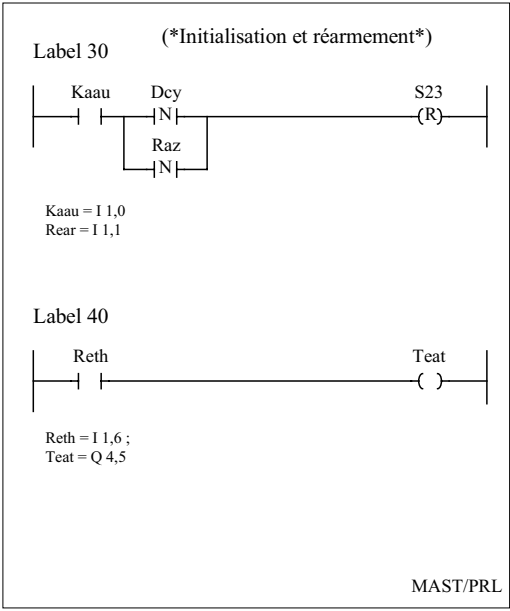 (*Initialisation et réarmement*)
Label 30
Kaau Dcy S23
N (R)
Raz
N
Kaau = I 1,0
Rear = I 1,1
Label 40
Reth Teat
( )
Reth = I 1,6 ;
Teat = Q 4,5
MAST/PRL